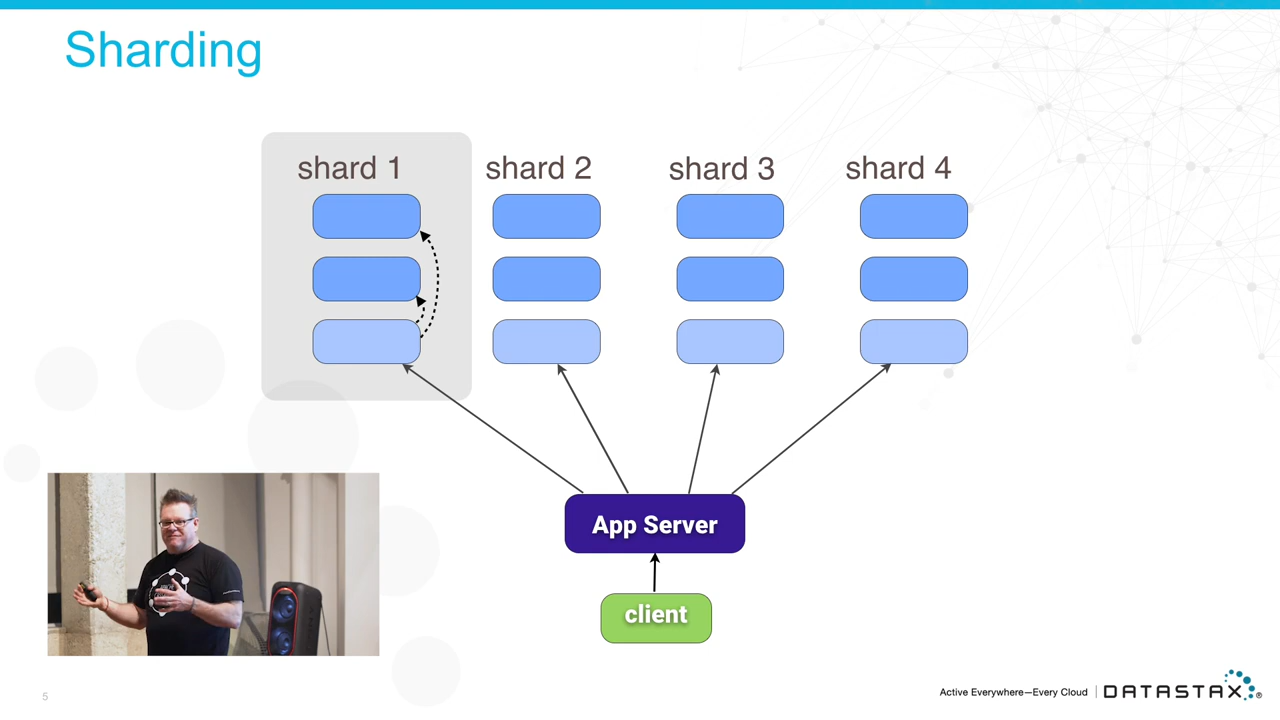 Sharding
shard 1
shard 2
shard 3
shard 4
App Server
client
5
Active Everywhere—Every Cloud
DATASTAX®